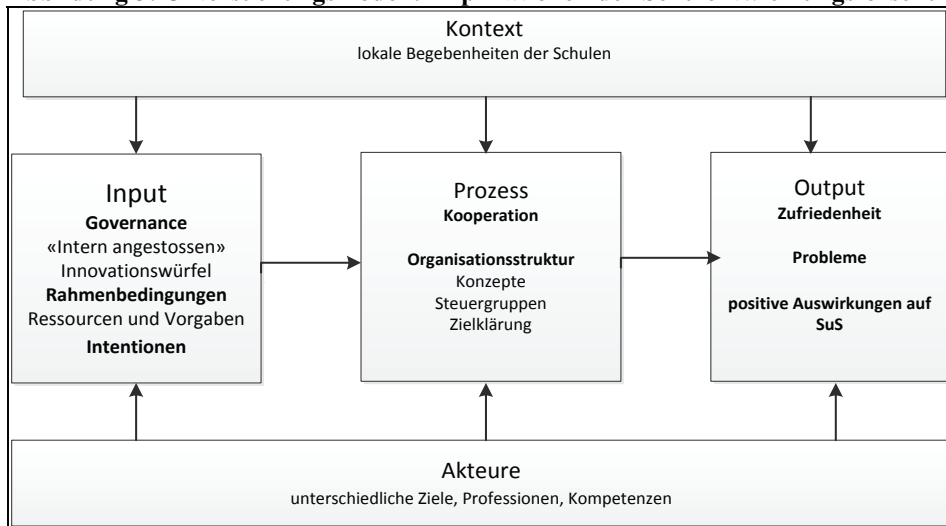 Kontext
lokale Begebenheiten der Schulen
Input
Governance
«Intern angestossen»
Innovationswürfel
Rahmenbedingungen
Ressourcen und Vorgaben
Intentionen
Prozess
Kooperation
Organisationsstruktur
Konzepte
Steuergruppen
Zielklärung
Output
Zufriedenheit
Probleme
positive Auswirkungen auf
SuS
Akteure
unterschiedliche Ziele, Professionen, Kompetenzen